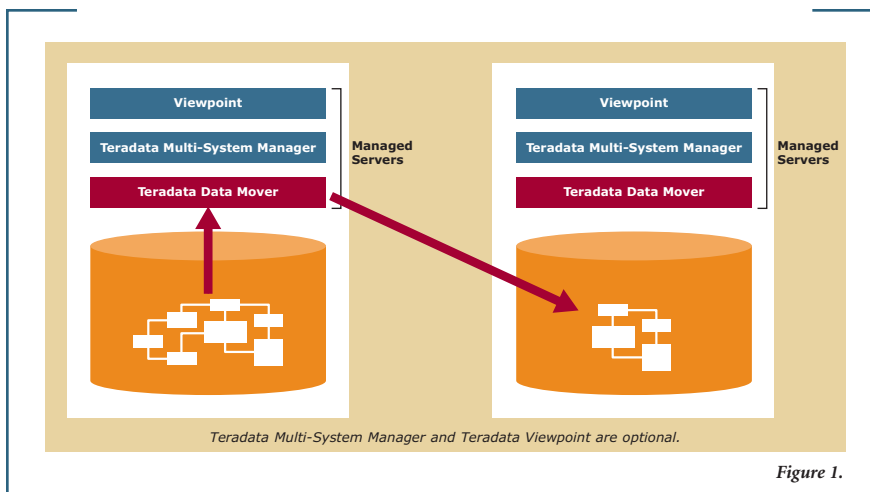 Viewpoint
Teradata Multi-System Manager
Teradata Data Mover
Managed
Servers
Viewpoint
Teradata Multi-System Manager
Teradata Data Mover
Managed
Servers
Teradata Multi-System Manager and Teradata Viewpoint are optional.
Figure 1.